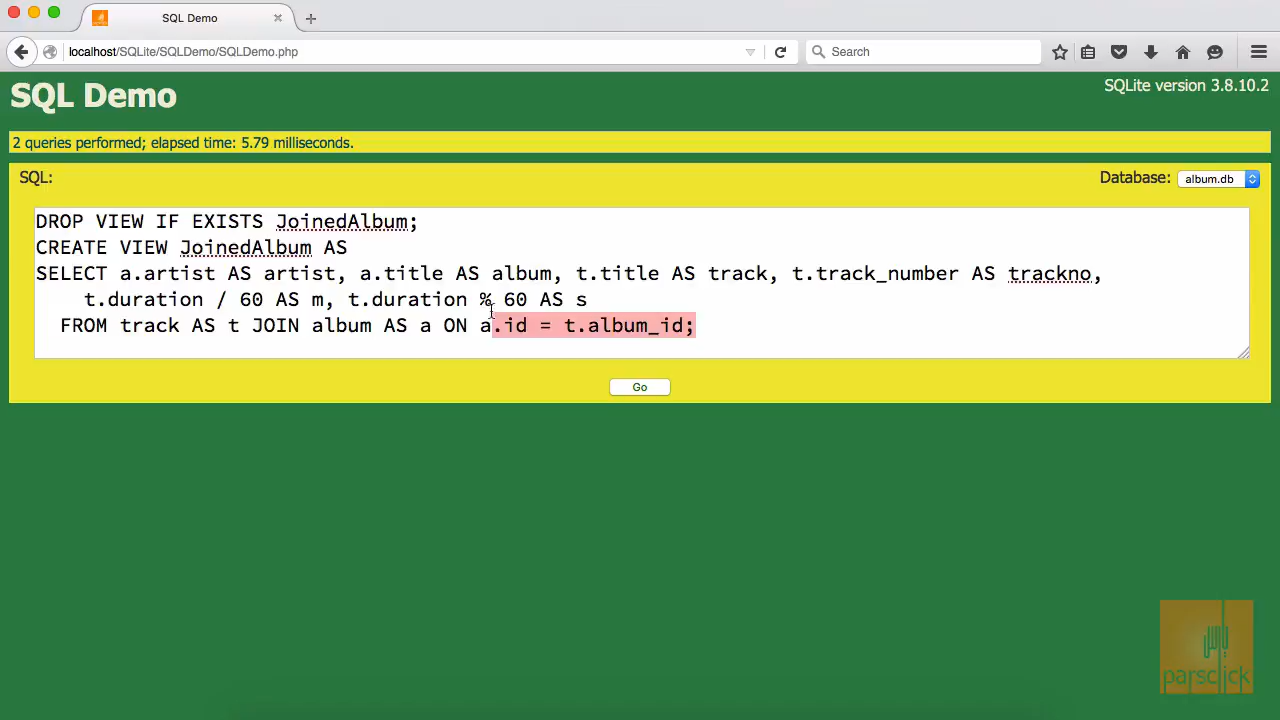 SQL Demo
localhost/SQLite/SQLDemo/SQLDemo.php
Search
SQL Demo
SQLite version 3.8.10.2
2 queries performed; elapsed time: 5.79 milliseconds.
SQL:
Database: album.db
DROP VIEW IF EXISTS JoinedAlbum;
CREATE VIEW JoinedAlbum AS
SELECT a.artist AS artist, a.title AS album, t.title AS track, t.track_number AS trackno,
t.duration / 60 AS m, t.duration % 60 AS s
FROM track AS t JOIN album AS a ON a.id = t.album_id;
Go
پارس
parsclick